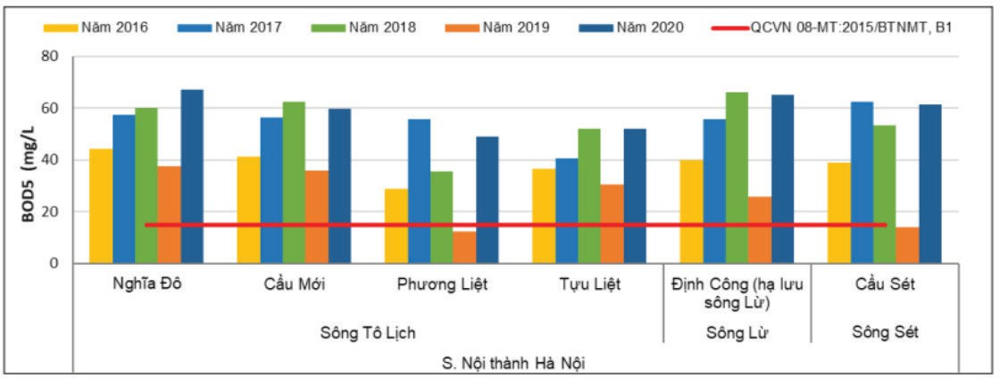 Năm 2016 Năm 2017 Năm 2018 Năm 2019 Năm 2020 QCVN 08-MT:2015/BTNMT, B1
80
60
40
20
0
BOD5 (mg/L
Nghĩa Đô Cầu Mới Phương Liệt Tựu Liệt Định Công (hạ lưu sông Lừ) Cầu Sét
Sông Tô Lịch Sông Lừ Sông Sét
S. Nội thành Hà Nội